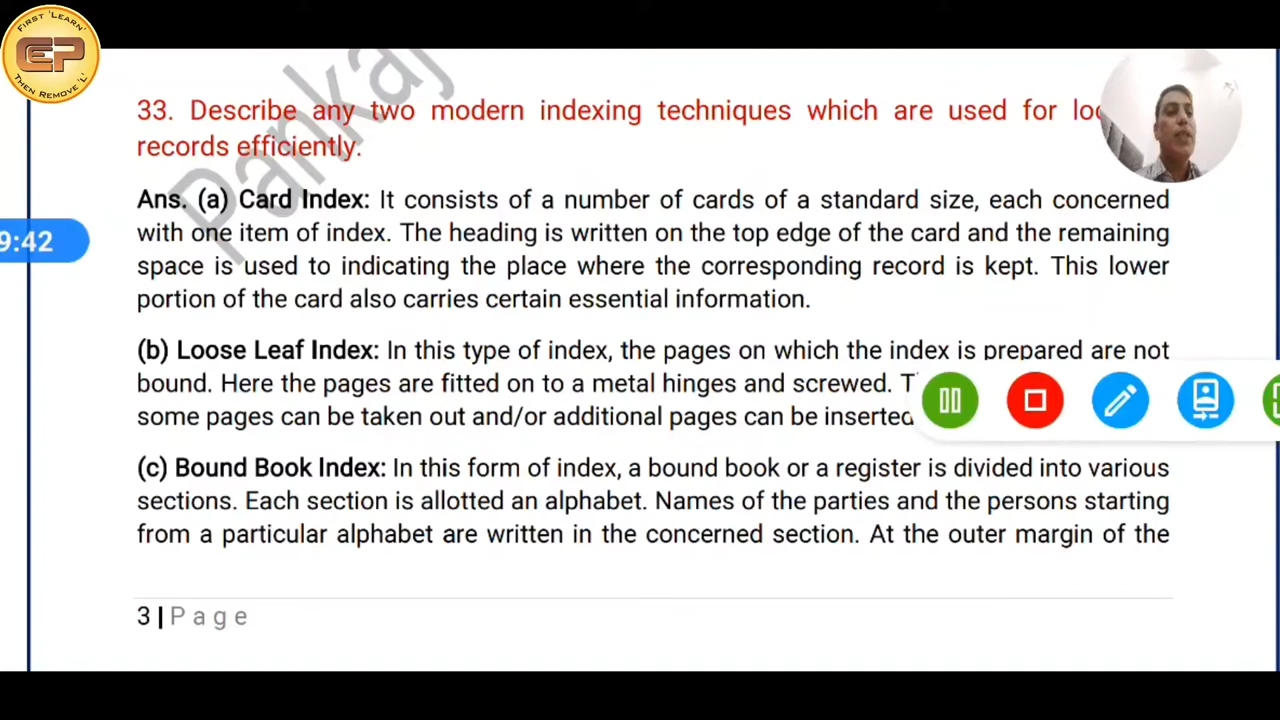 FIRST 'LEARN'
CEP
THEN REMOVE 'L'
Pankaj
33. Describe any two modern indexing techniques which are used for
records efficiently.
Ans. (a) Card Index: It consists of a number of cards of a standard size, each concerned
9:42
with one item of index. The heading is written on the top edge of the card and the remaining
space is used to indicating the place where the corresponding record is kept. This lower
portion of the card also carries certain essential information.
(b) Loose Leaf Index: In this type of index, the pages on which the index is prepared are not
bound. Here the pages are fitted on to a metal hinges and screwed.
some pages can be taken out and/or additional pages can be inserted
(c) Bound Book Index: In this form of index, a bound book or a register is divided into various
sections. Each section is allotted an alphabet. Names of the parties and the persons starting
from a particular alphabet are written in the concerned section. At the outer margin of the
3 | Page